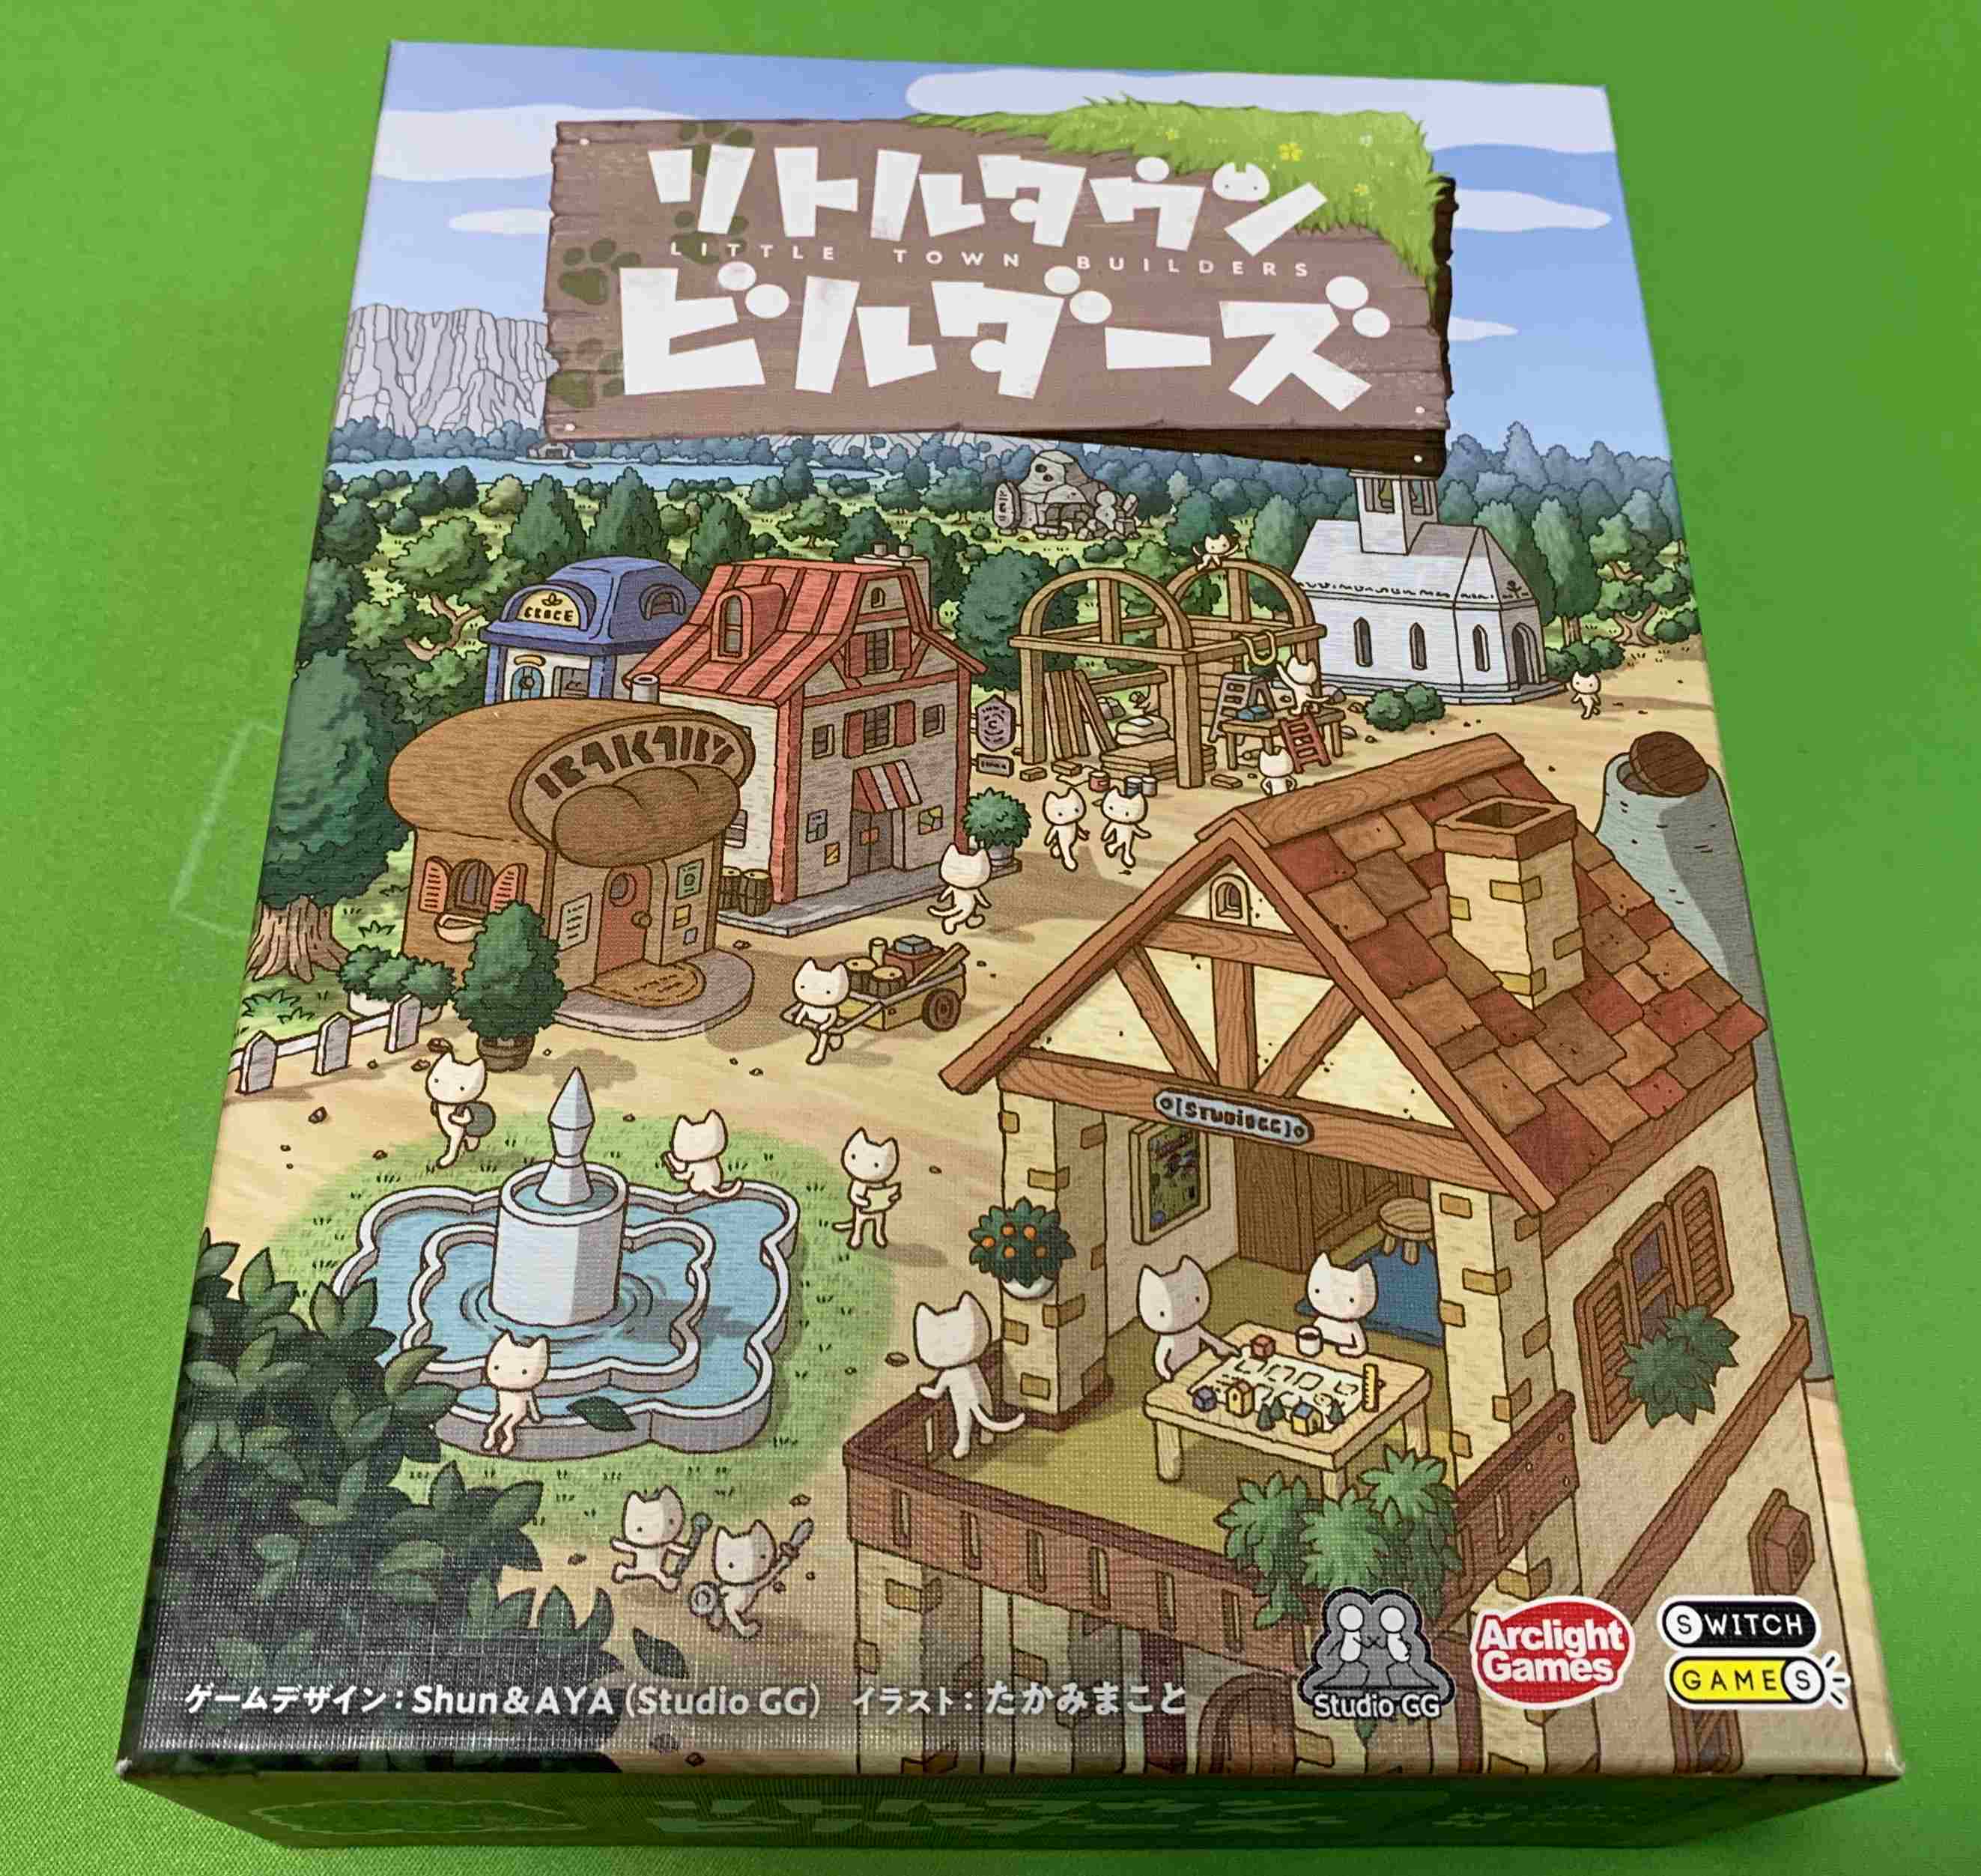 リトルタウン
LITTLE TOWN BUILDERS
ビルダーズ
BAKERY
[STUDIOGG]
ゲームデザイン：Shun&AYA（Studio GG） イラスト：たかみまこと
Studio GG
Arclight
Games
SWITCH
GAMES